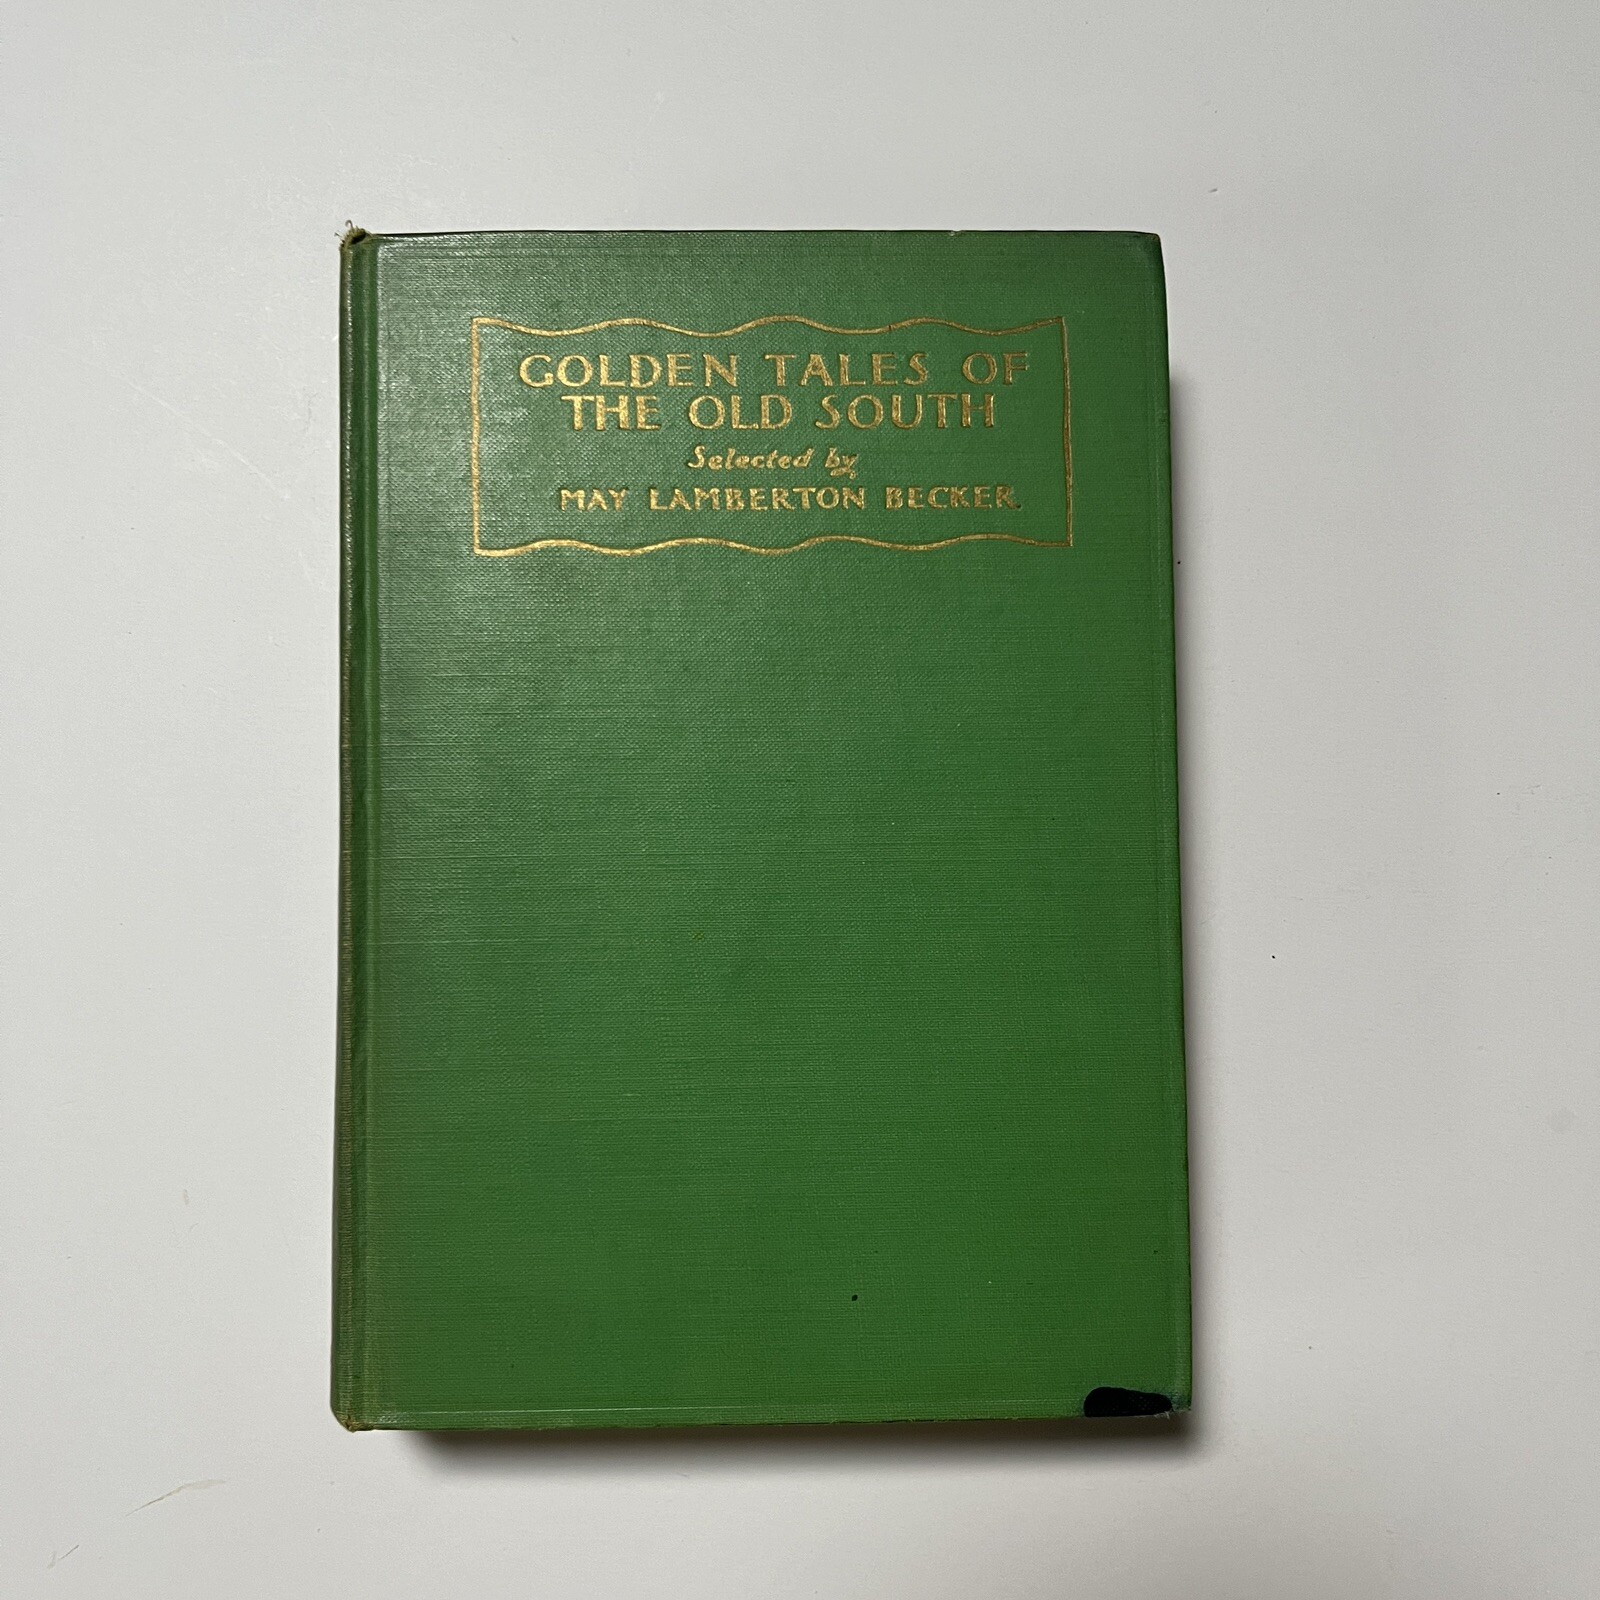 GOLDEN TALES OF
THE OLD SOUTH
Selected by
MAY LAMBERTON BECKER